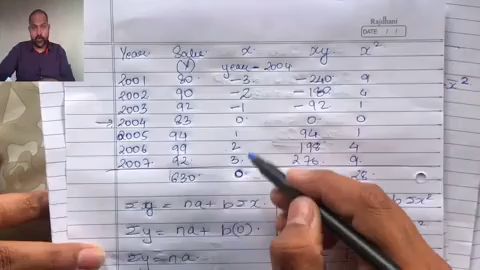 Rajdhani
DATE / /
Year Sales x xy x²
(Y) year - 2004
2001 80 -3 -240 9
2002 90 -2 -180 4
2003 92 -1 -92 1
→ 2004 83 0 0 0
2005 94 1 94 1
2006 99 2 198 4
2007 92 3 276 9
630 0 28
Σy = na + bΣx. bΣx²
Σy = na + b(0).
Σy = na
x²